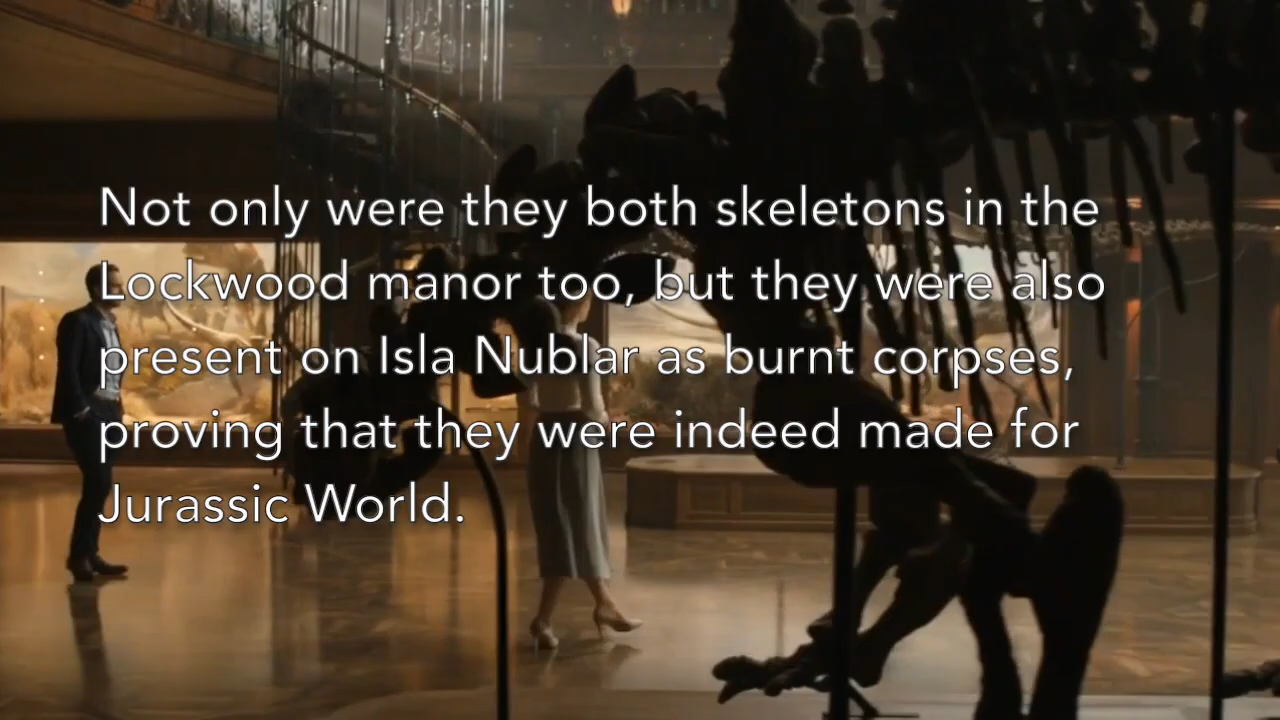 Not only were they both skeletons in the
Lockwood manor too, but they were also
present on Isla Nublar as burnt corpses,
proving that they were indeed made for
Jurassic World.